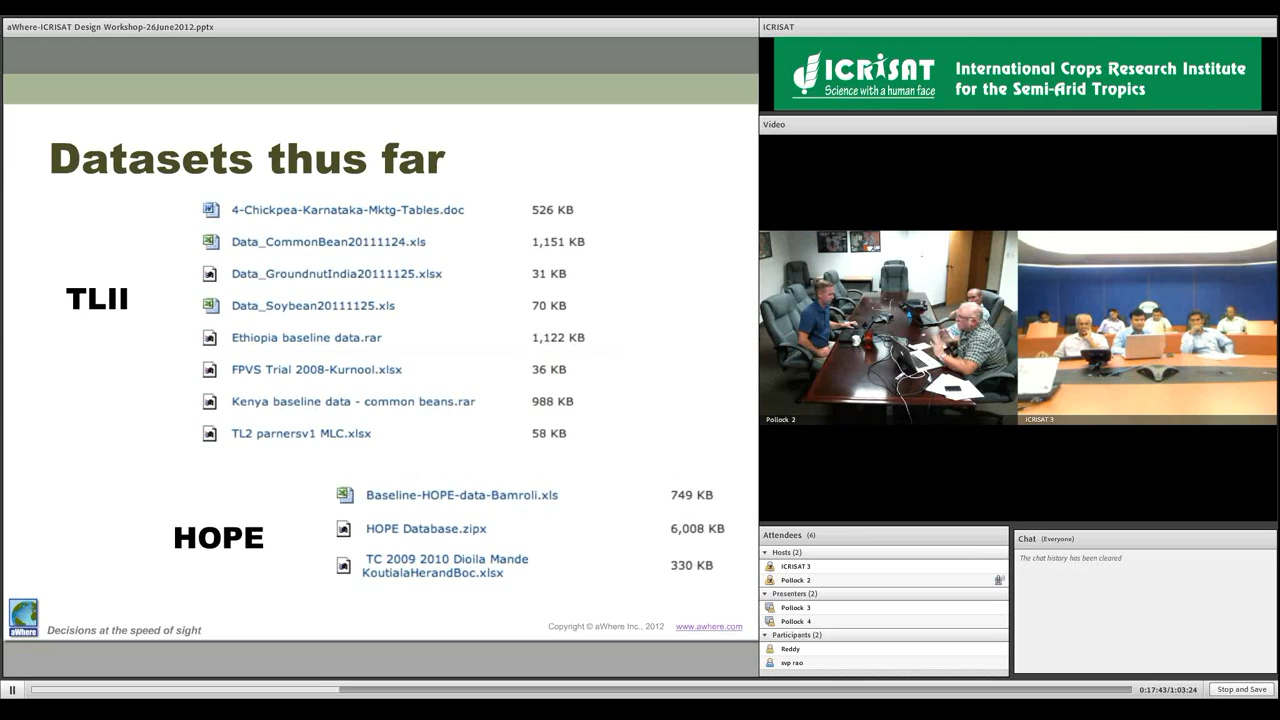 aWhere-ICRISAT Design Workshop-26June2012.pptx
Datasets thus far
TLII
4-Chickpea-Karnataka-Mktg-Tables.doc 526 KB
Data_CommonBean20111124.xls 1,151 KB
Data_GroundnutIndia20111125.xlsx 31 KB
Data_Soybean20111125.xls 70 KB
Ethiopia baseline data.rar 1,122 KB
FPVS Trial 2008-Kurnool.xlsx 36 KB
Kenya baseline data - common beans.rar 988 KB
TL2 parnersv1 MLC.xlsx 58 KB
HOPE
Baseline-HOPE-data-Bamroli.xls 749 KB
HOPE Database.zipx 6,008 KB
TC 2009 2010 Dioila Mande
KoutialaHerandBoc.xlsx 330 KB
aWhere
Decisions at the speed of sight
Copyright © aWhere Inc., 2012 www.awhere.com
ICRISAT
ICRISAT
Science with a human face
International Crops Research Institute
for the Semi-Arid Tropics
Video
Pollock 2
ICRISAT 3
Attendees (6)
Hosts (2)
ICRISAT 3
Pollock 2
Presenters (2)
Pollock 3
Pollock 4
Participants (2)
Reddy
svp rao
Chat (Everyone)
The chat history has been cleared
0:17:43/1:03:24
Stop and Save